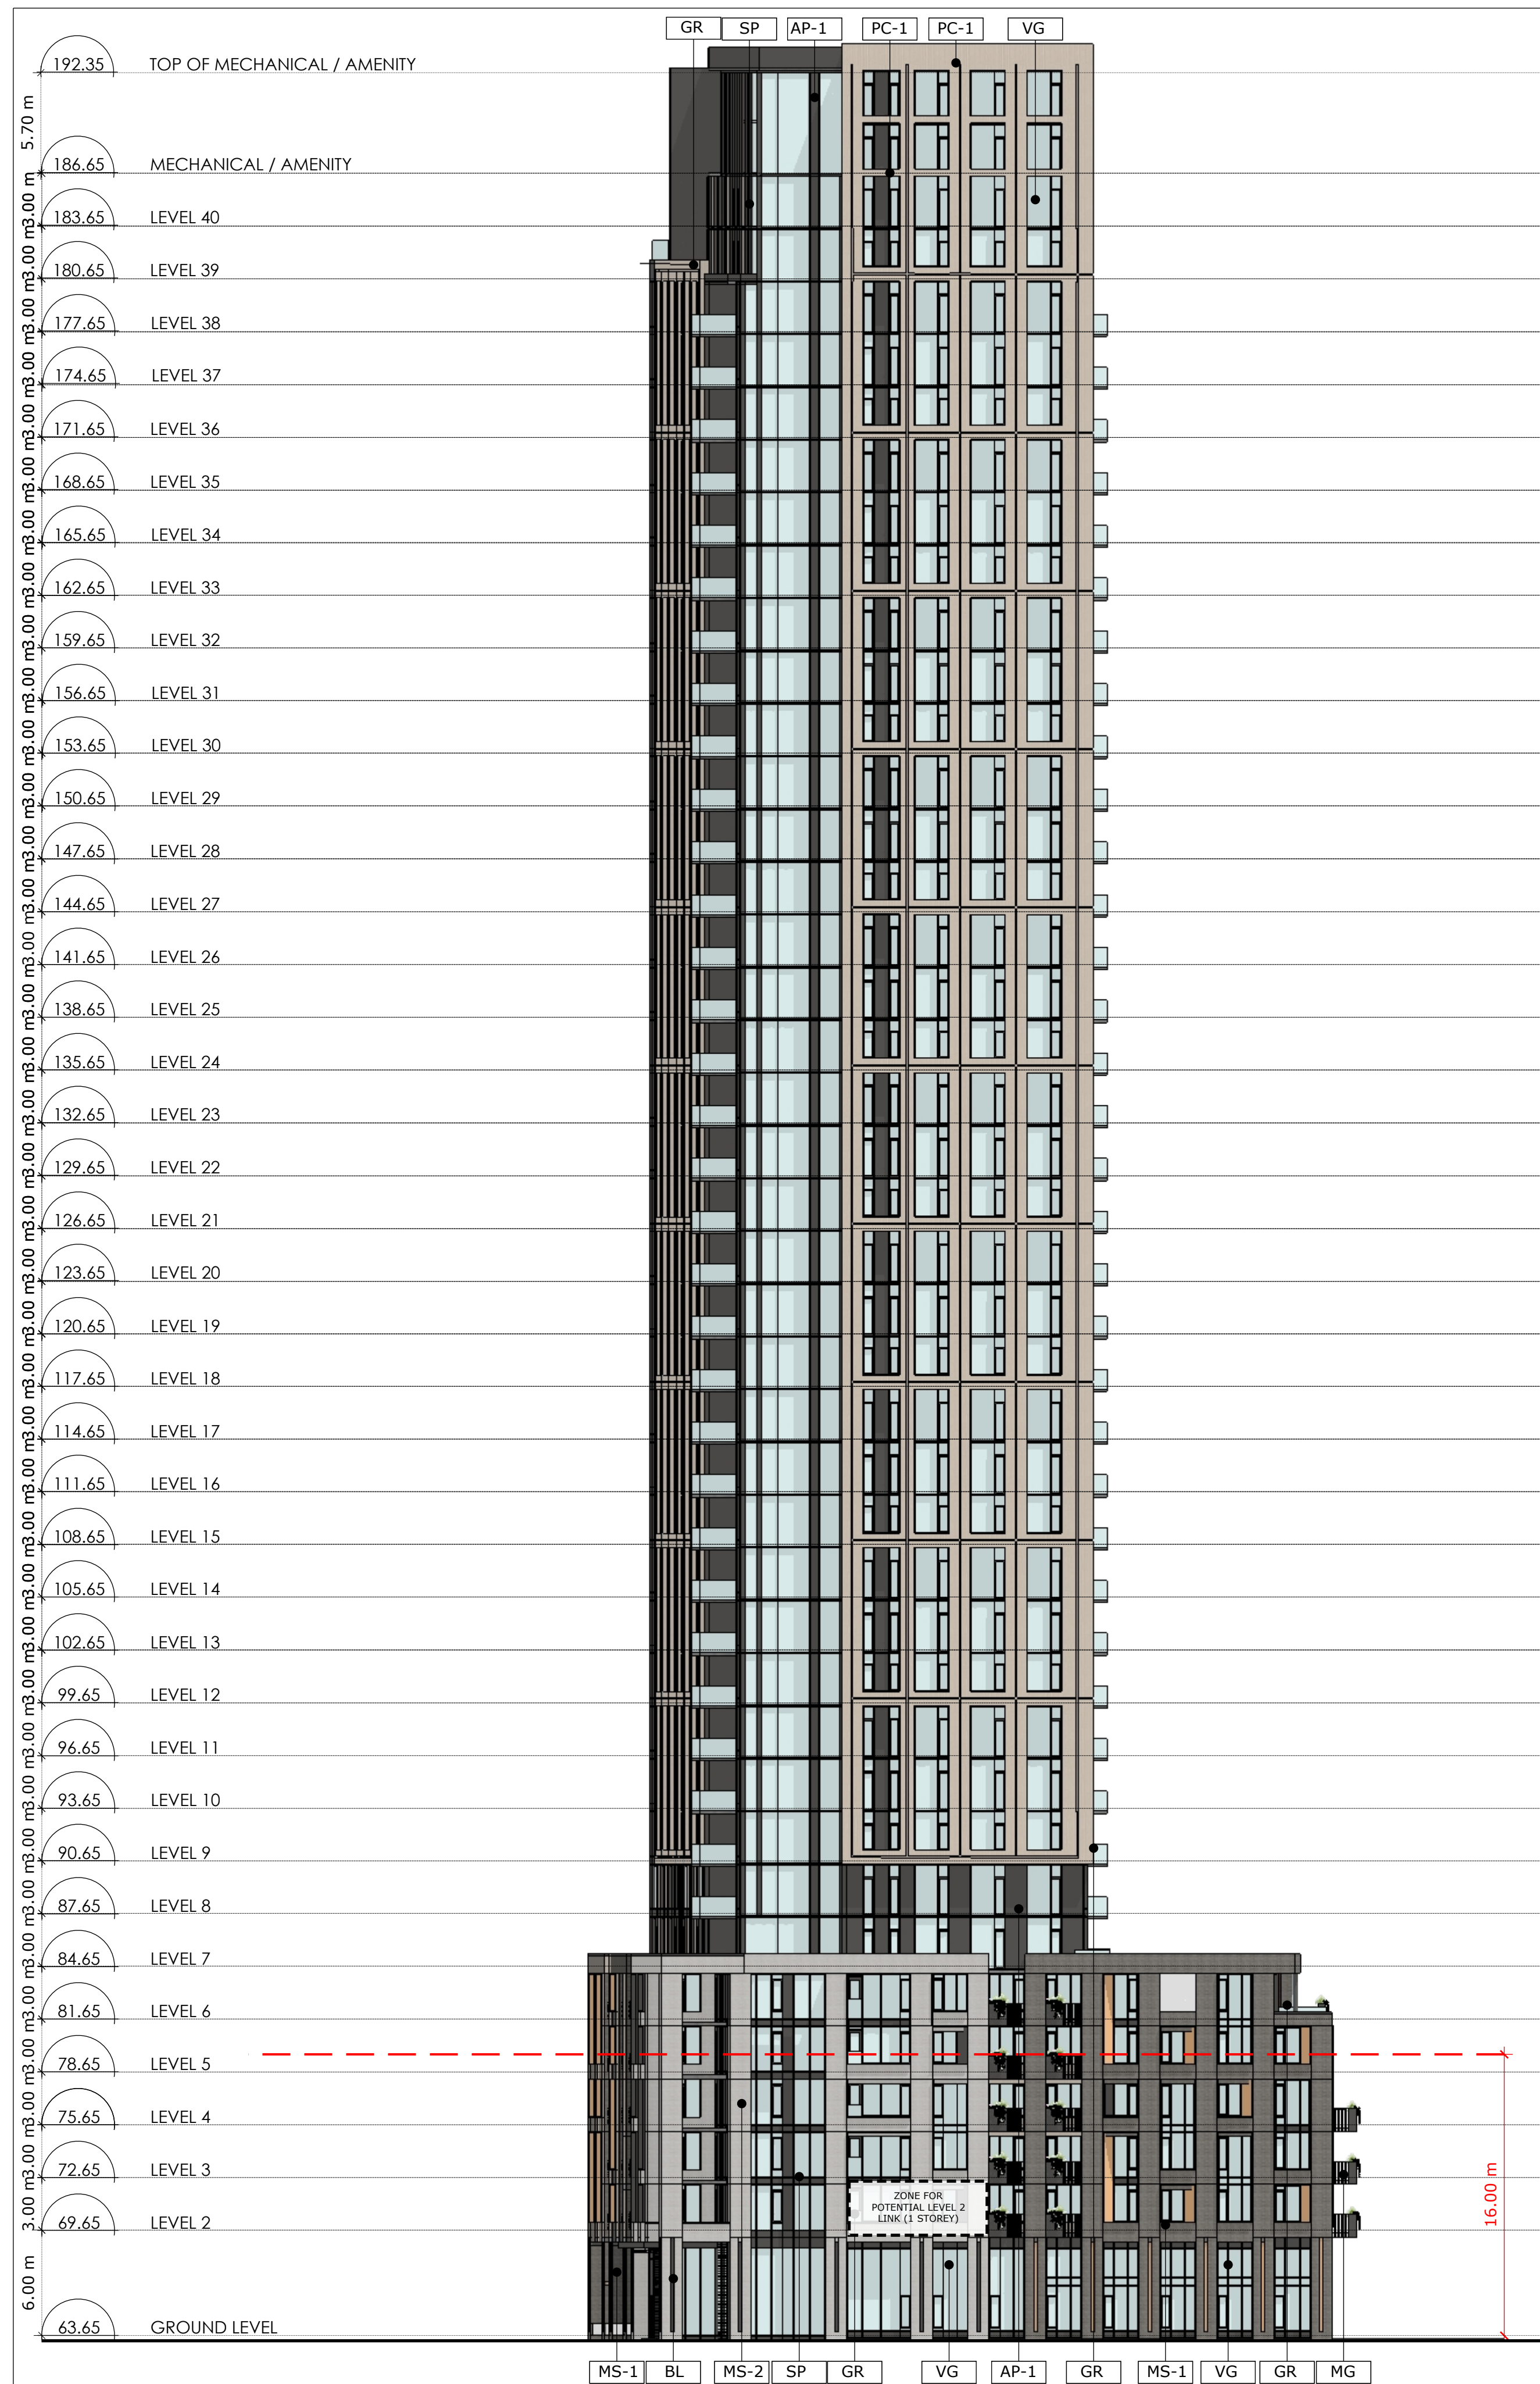 GR SP AP-1 PC-1 PC-1 VG
192.35 TOP OF MECHANICAL / AMENITY
5.70 m
186.65 MECHANICAL / AMENITY
3.00 m
183.65 LEVEL 40
3.00 m
180.65 LEVEL 39
3.00 m
177.65 LEVEL 38
3.00 m
174.65 LEVEL 37
3.00 m
171.65 LEVEL 36
3.00 m
168.65 LEVEL 35
3.00 m
165.65 LEVEL 34
3.00 m
162.65 LEVEL 33
3.00 m
159.65 LEVEL 32
3.00 m
156.65 LEVEL 31
3.00 m
153.65 LEVEL 30
3.00 m
150.65 LEVEL 29
3.00 m
147.65 LEVEL 28
3.00 m
144.65 LEVEL 27
3.00 m
141.65 LEVEL 26
3.00 m
138.65 LEVEL 25
3.00 m
135.65 LEVEL 24
3.00 m
132.65 LEVEL 23
3.00 m
129.65 LEVEL 22
3.00 m
126.65 LEVEL 21
3.00 m
123.65 LEVEL 20
3.00 m
120.65 LEVEL 19
3.00 m
117.65 LEVEL 18
3.00 m
114.65 LEVEL 17
3.00 m
111.65 LEVEL 16
3.00 m
108.65 LEVEL 15
3.00 m
105.65 LEVEL 14
3.00 m
102.65 LEVEL 13
3.00 m
99.65 LEVEL 12
3.00 m
96.65 LEVEL 11
3.00 m
93.65 LEVEL 10
3.00 m
90.65 LEVEL 9
3.00 m
87.65 LEVEL 8
3.00 m
84.65 LEVEL 7
3.00 m
81.65 LEVEL 6
3.00 m
78.65 LEVEL 5
3.00 m
75.65 LEVEL 4
3.00 m
72.65 LEVEL 3
3.00 m
69.65 LEVEL 2
ZONE FOR
POTENTIAL LEVEL 2
LINK (1 STOREY)
16.00 m
6.00 m
63.65 GROUND LEVEL
MS-1 BL MS-2 SP GR VG AP-1 GR MS-1 VG GR MG